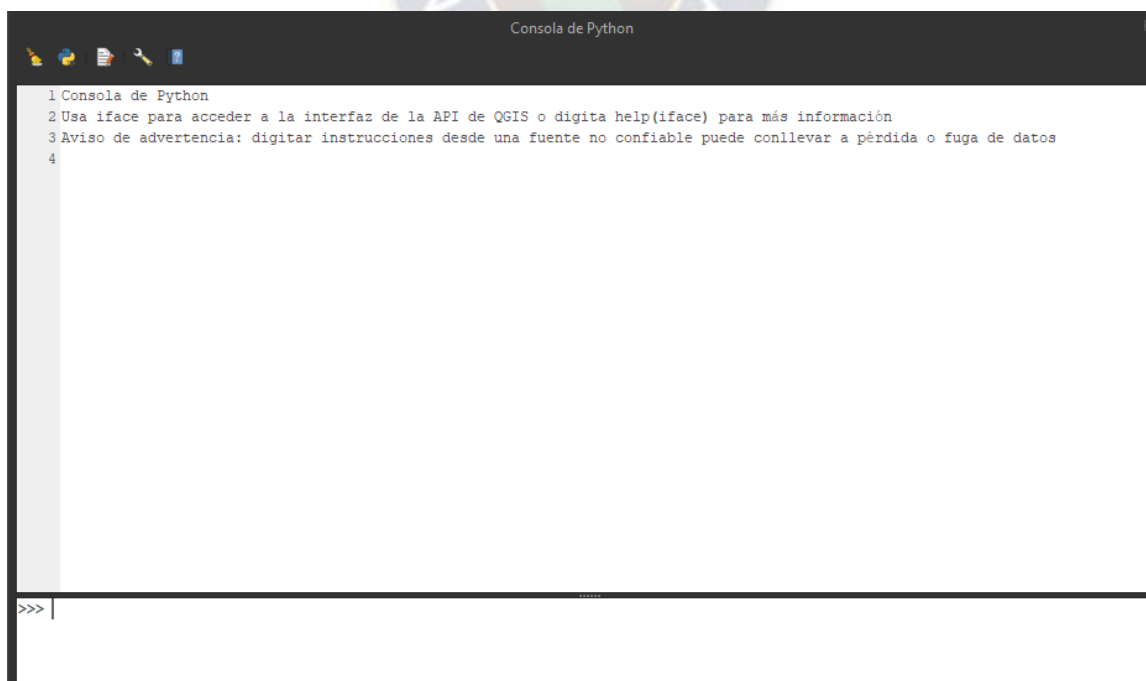 Consola de Python
1 Consola de Python
2 Usa iface para acceder a la interfaz de la API de QGIS o digita help(iface) para más información
3 Aviso de advertencia: digitar instrucciones desde una fuente no confiable puede conllevar a pérdida o fuga de datos
4
>>>